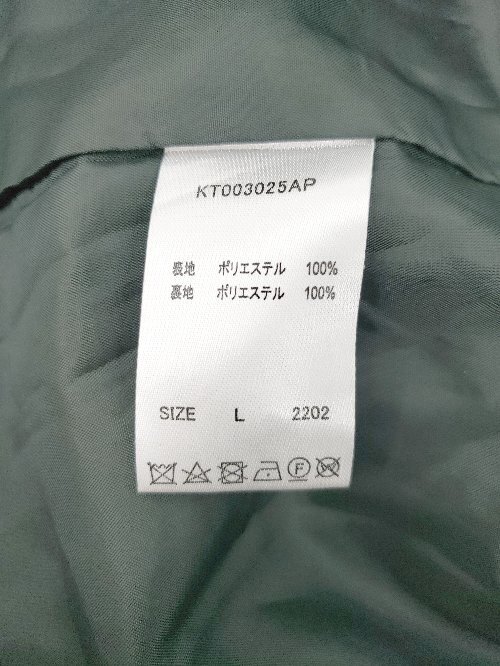 KT003025AP
表地 ポリエステル 100%
裏地 ポリエステル 100%
SIZE L 2202
F W